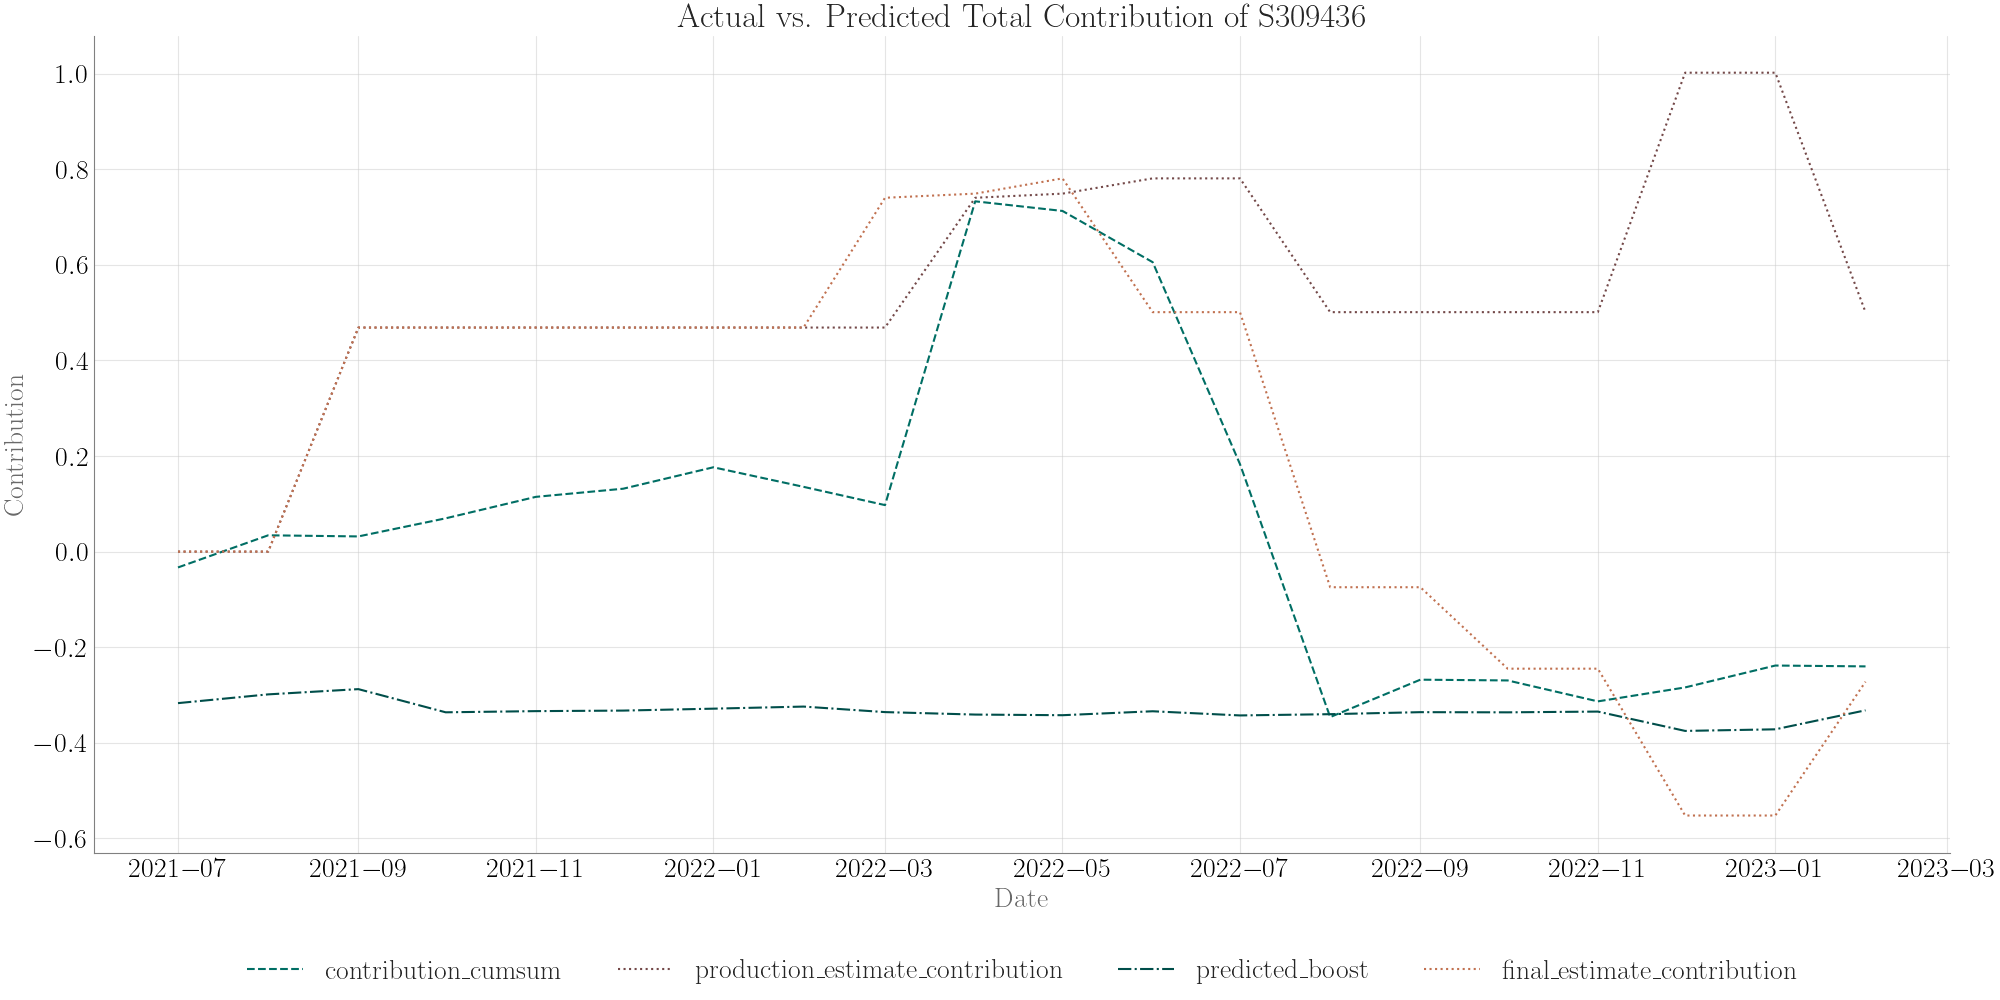 Actual vs. Predicted Total Contribution of S309436
1.0
0.8
0.6
0.4
0.2
0.0
−0.2
−0.4
−0.6
Contribution
2021−07 2021−09 2021−11 2022−01 2022−03 2022−05 2022−07 2022−09 2022−11 2023−01 2023−03
Date
contribution_cumsum production_estimate_contribution predicted_boost final_estimate_contribution